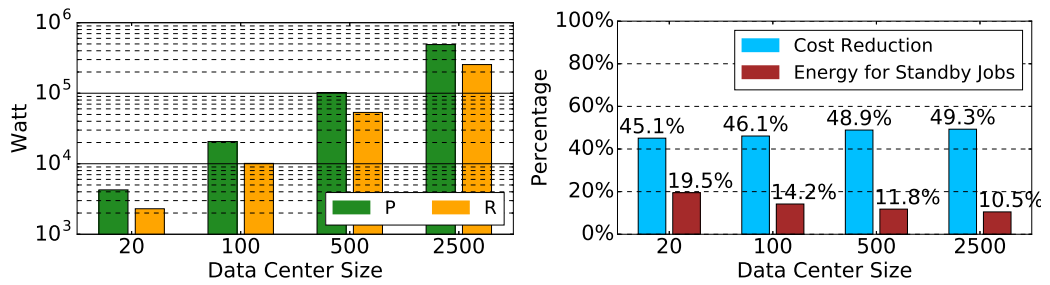 10^6
10^5
10^4
10^3
Watt
P R
20 100 500 2500
Data Center Size
100%
80%
60%
40%
20%
0%
Percentage
Cost Reduction
Energy for Standby Jobs
45.1% 46.1% 48.9% 49.3%
19.5% 14.2% 11.8% 10.5%
20 100 500 2500
Data Center Size